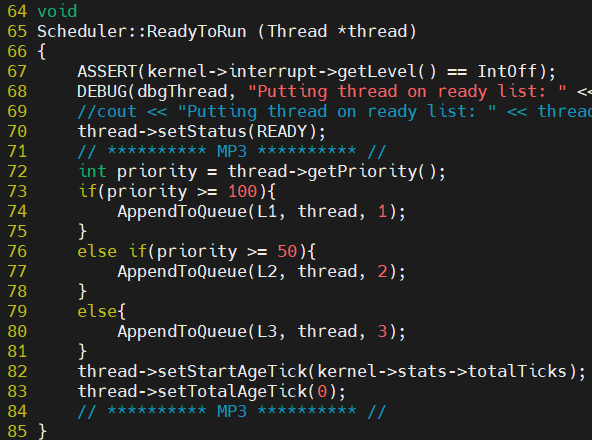 64 void
65 Scheduler::ReadyToRun (Thread *thread)
66 {
67     ASSERT(kernel->interrupt->getLevel() == IntOff);
68     DEBUG(dbgThread, "Putting thread on ready list: " <<
69     //cout << "Putting thread on ready list: " << thread
70     thread->setStatus(READY);
71     // ********** MP3 ********** //
72     int priority = thread->getPriority();
73     if(priority >= 100){
74         AppendToQueue(L1, thread, 1);
75     }
76     else if(priority >= 50){
77         AppendToQueue(L2, thread, 2);
78     }
79     else{
80         AppendToQueue(L3, thread, 3);
81     }
82     thread->setStartAgeTick(kernel->stats->totalTicks);
83     thread->setTotalAgeTick(0);
84     // ********** MP3 ********** //
85 }